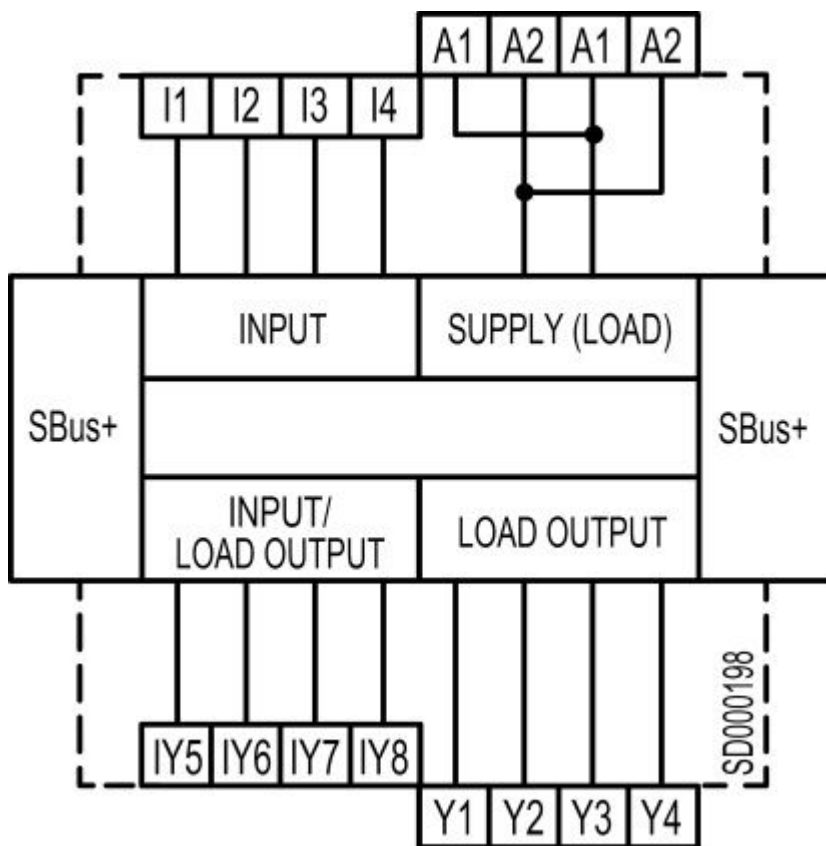 A1 A2 A1 A2
I1 I2 I3 I4
INPUT
SUPPLY (LOAD)
SBus+
SBus+
INPUT/
LOAD OUTPUT
LOAD OUTPUT
SD000198
IY5 IY6 IY7 IY8
Y1 Y2 Y3 Y4